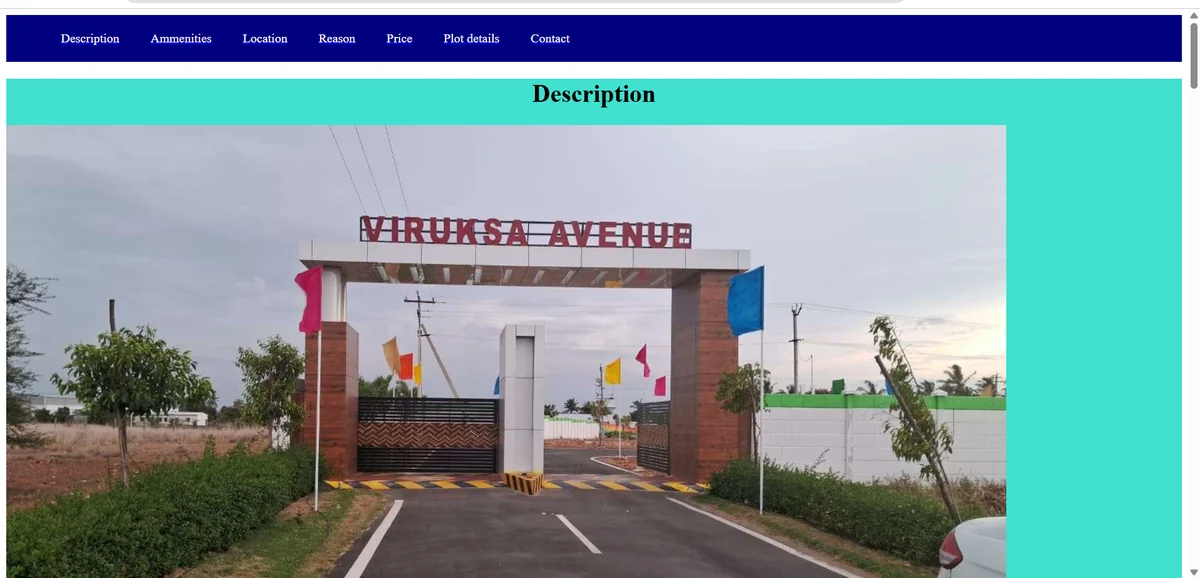 Description Ammenities Location Reason Price Plot details Contact
Description
VIRUKSA AVENUE